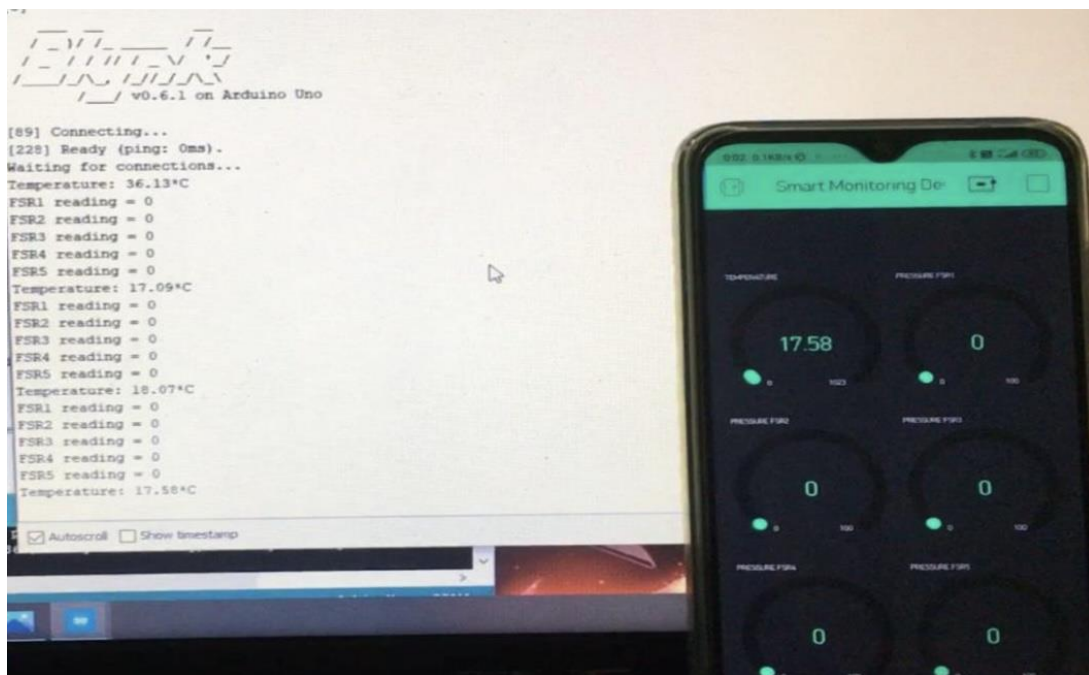 v0.6.1 on Arduino Uno
[89] Connecting...
[228] Ready (ping: 0ms).
Waiting for connections...
Temperature: 36.13*C
FSR1 reading = 0
FSR2 reading = 0
FSR3 reading = 0
FSR4 reading = 0
FSR5 reading = 0
Temperature: 17.09*C
FSR1 reading = 0
FSR2 reading = 0
FSR3 reading = 0
FSR4 reading = 0
FSR5 reading = 0
Temperature: 18.07*C
FSR1 reading = 0
FSR2 reading = 0
FSR3 reading = 0
FSR4 reading = 0
FSR5 reading = 0
Temperature: 17.58*C
Autoscroll Show timestamp
0:02 0.1KB/s
Smart Monitoring De
TEMPERATURE PRESSURE FSR1
17.58 0
0 1023 0 100
PRESSURE FSR2 PRESSURE FSR3
0 0
0 100 0 100
PRESSURE FSR4 PRESSURE FSR5
0 0